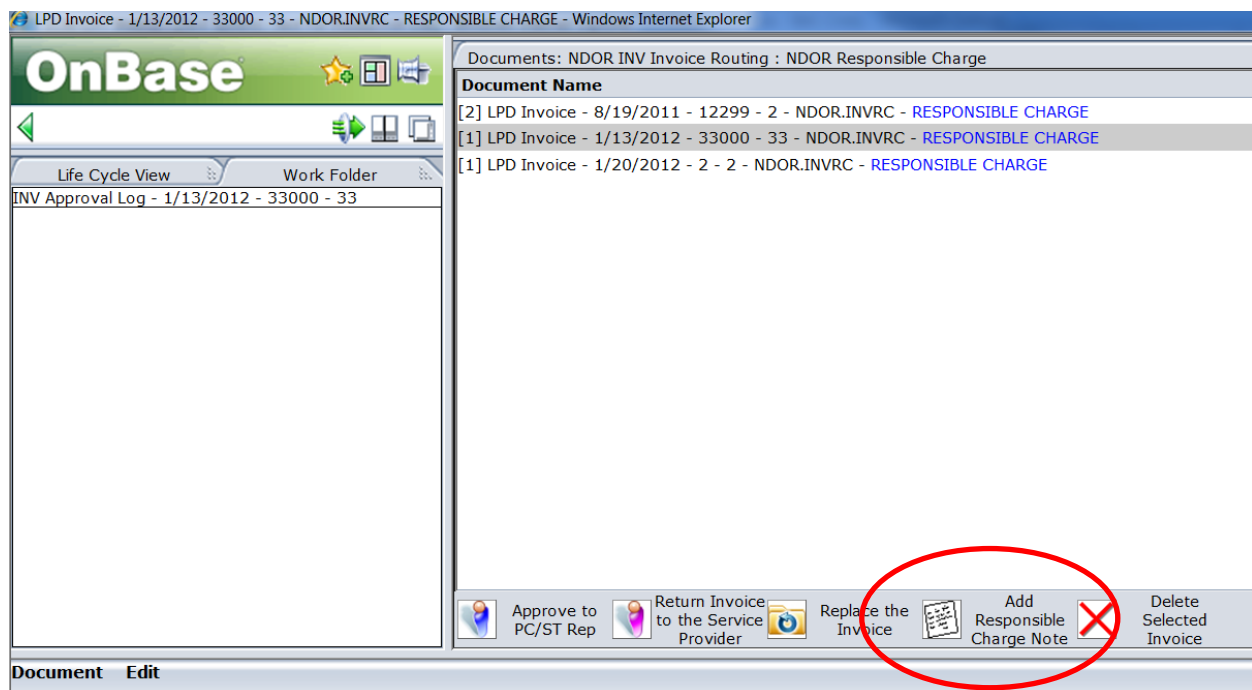 LPD Invoice - 1/13/2012 - 33000 - 33 - NDOR.INVRC - RESPONSIBLE CHARGE - Windows Internet Explorer
OnBase
Life Cycle View
Work Folder
INV Approval Log - 1/13/2012 - 33000 - 33
Documents: NDOR INV Invoice Routing : NDOR Responsible Charge
Document Name
[2] LPD Invoice - 8/19/2011 - 12299 - 2 - NDOR.INVRC - RESPONSIBLE CHARGE
[1] LPD Invoice - 1/13/2012 - 33000 - 33 - NDOR.INVRC - RESPONSIBLE CHARGE
[1] LPD Invoice - 1/20/2012 - 2 - 2 - NDOR.INVRC - RESPONSIBLE CHARGE
Approve to
PC/ST Rep
Return Invoice
to the Service
Provider
Replace the
Invoice
Add
Responsible
Charge Note
Delete
Selected
Invoice
Document Edit